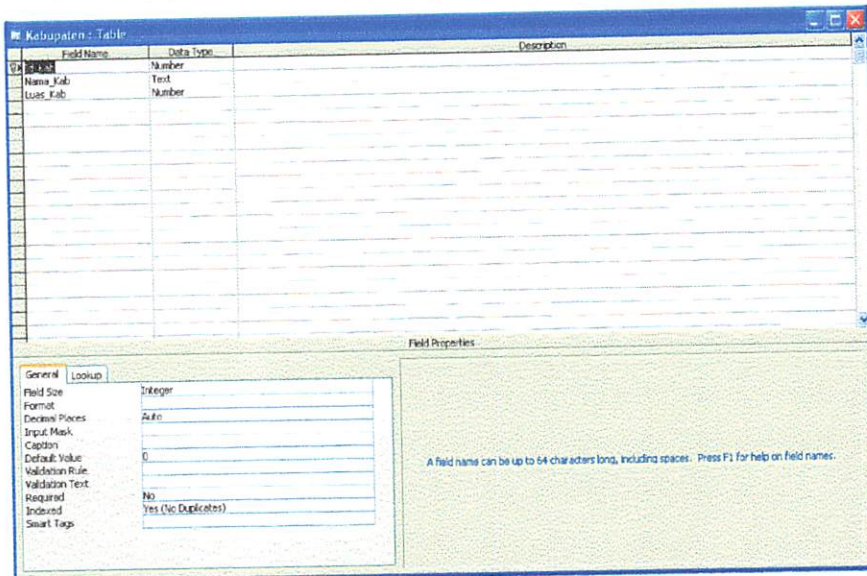 Kabupaten : Table
Field Name Data Type Description
Number
Nama_Kab Text
Luas_Kab Number
Field Properties
General Lookup
Field Size Integer
Format
Decimal Places Auto
Input Mask
Caption
Default Value 0
Validation Rule
Validation Text
Required No
Indexed Yes (No Duplicates)
Smart Tags
A field name can be up to 64 characters long, including spaces. Press F1 for help on field names.